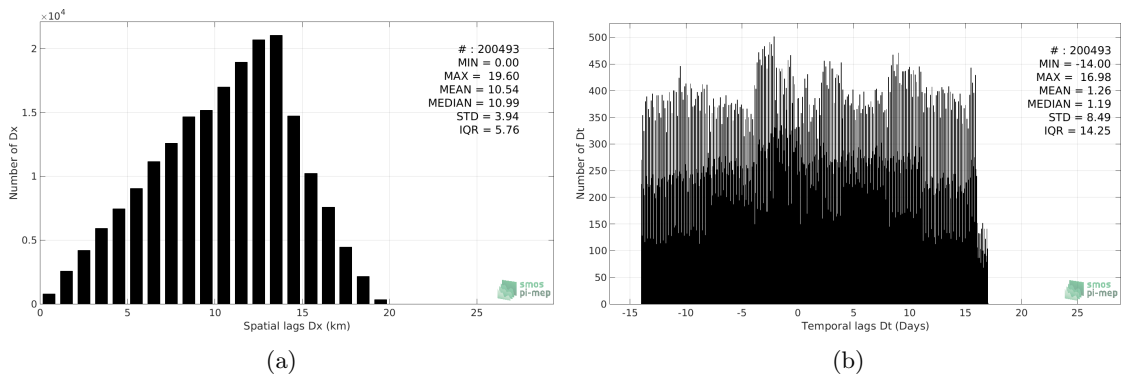 ×10⁴
2
1.5
1
0.5
0
Number of Dx
# : 200493
MIN = 0.00
MAX = 19.60
MEAN = 10.54
MEDIAN = 10.99
STD = 3.94
IQR = 5.76
smos
pi-mep
0 5 10 15 20 25
Spatial lags Dx (km)
(a)
500
450
400
350
300
250
200
150
100
50
0
Number of Dt
# : 200493
MIN = -14.00
MAX = 16.98
MEAN = 1.26
MEDIAN = 1.19
STD = 8.49
IQR = 14.25
smos
pi-mep
-15 -10 -5 0 5 10 15 20 25
Temporal lags Dt (Days)
(b)